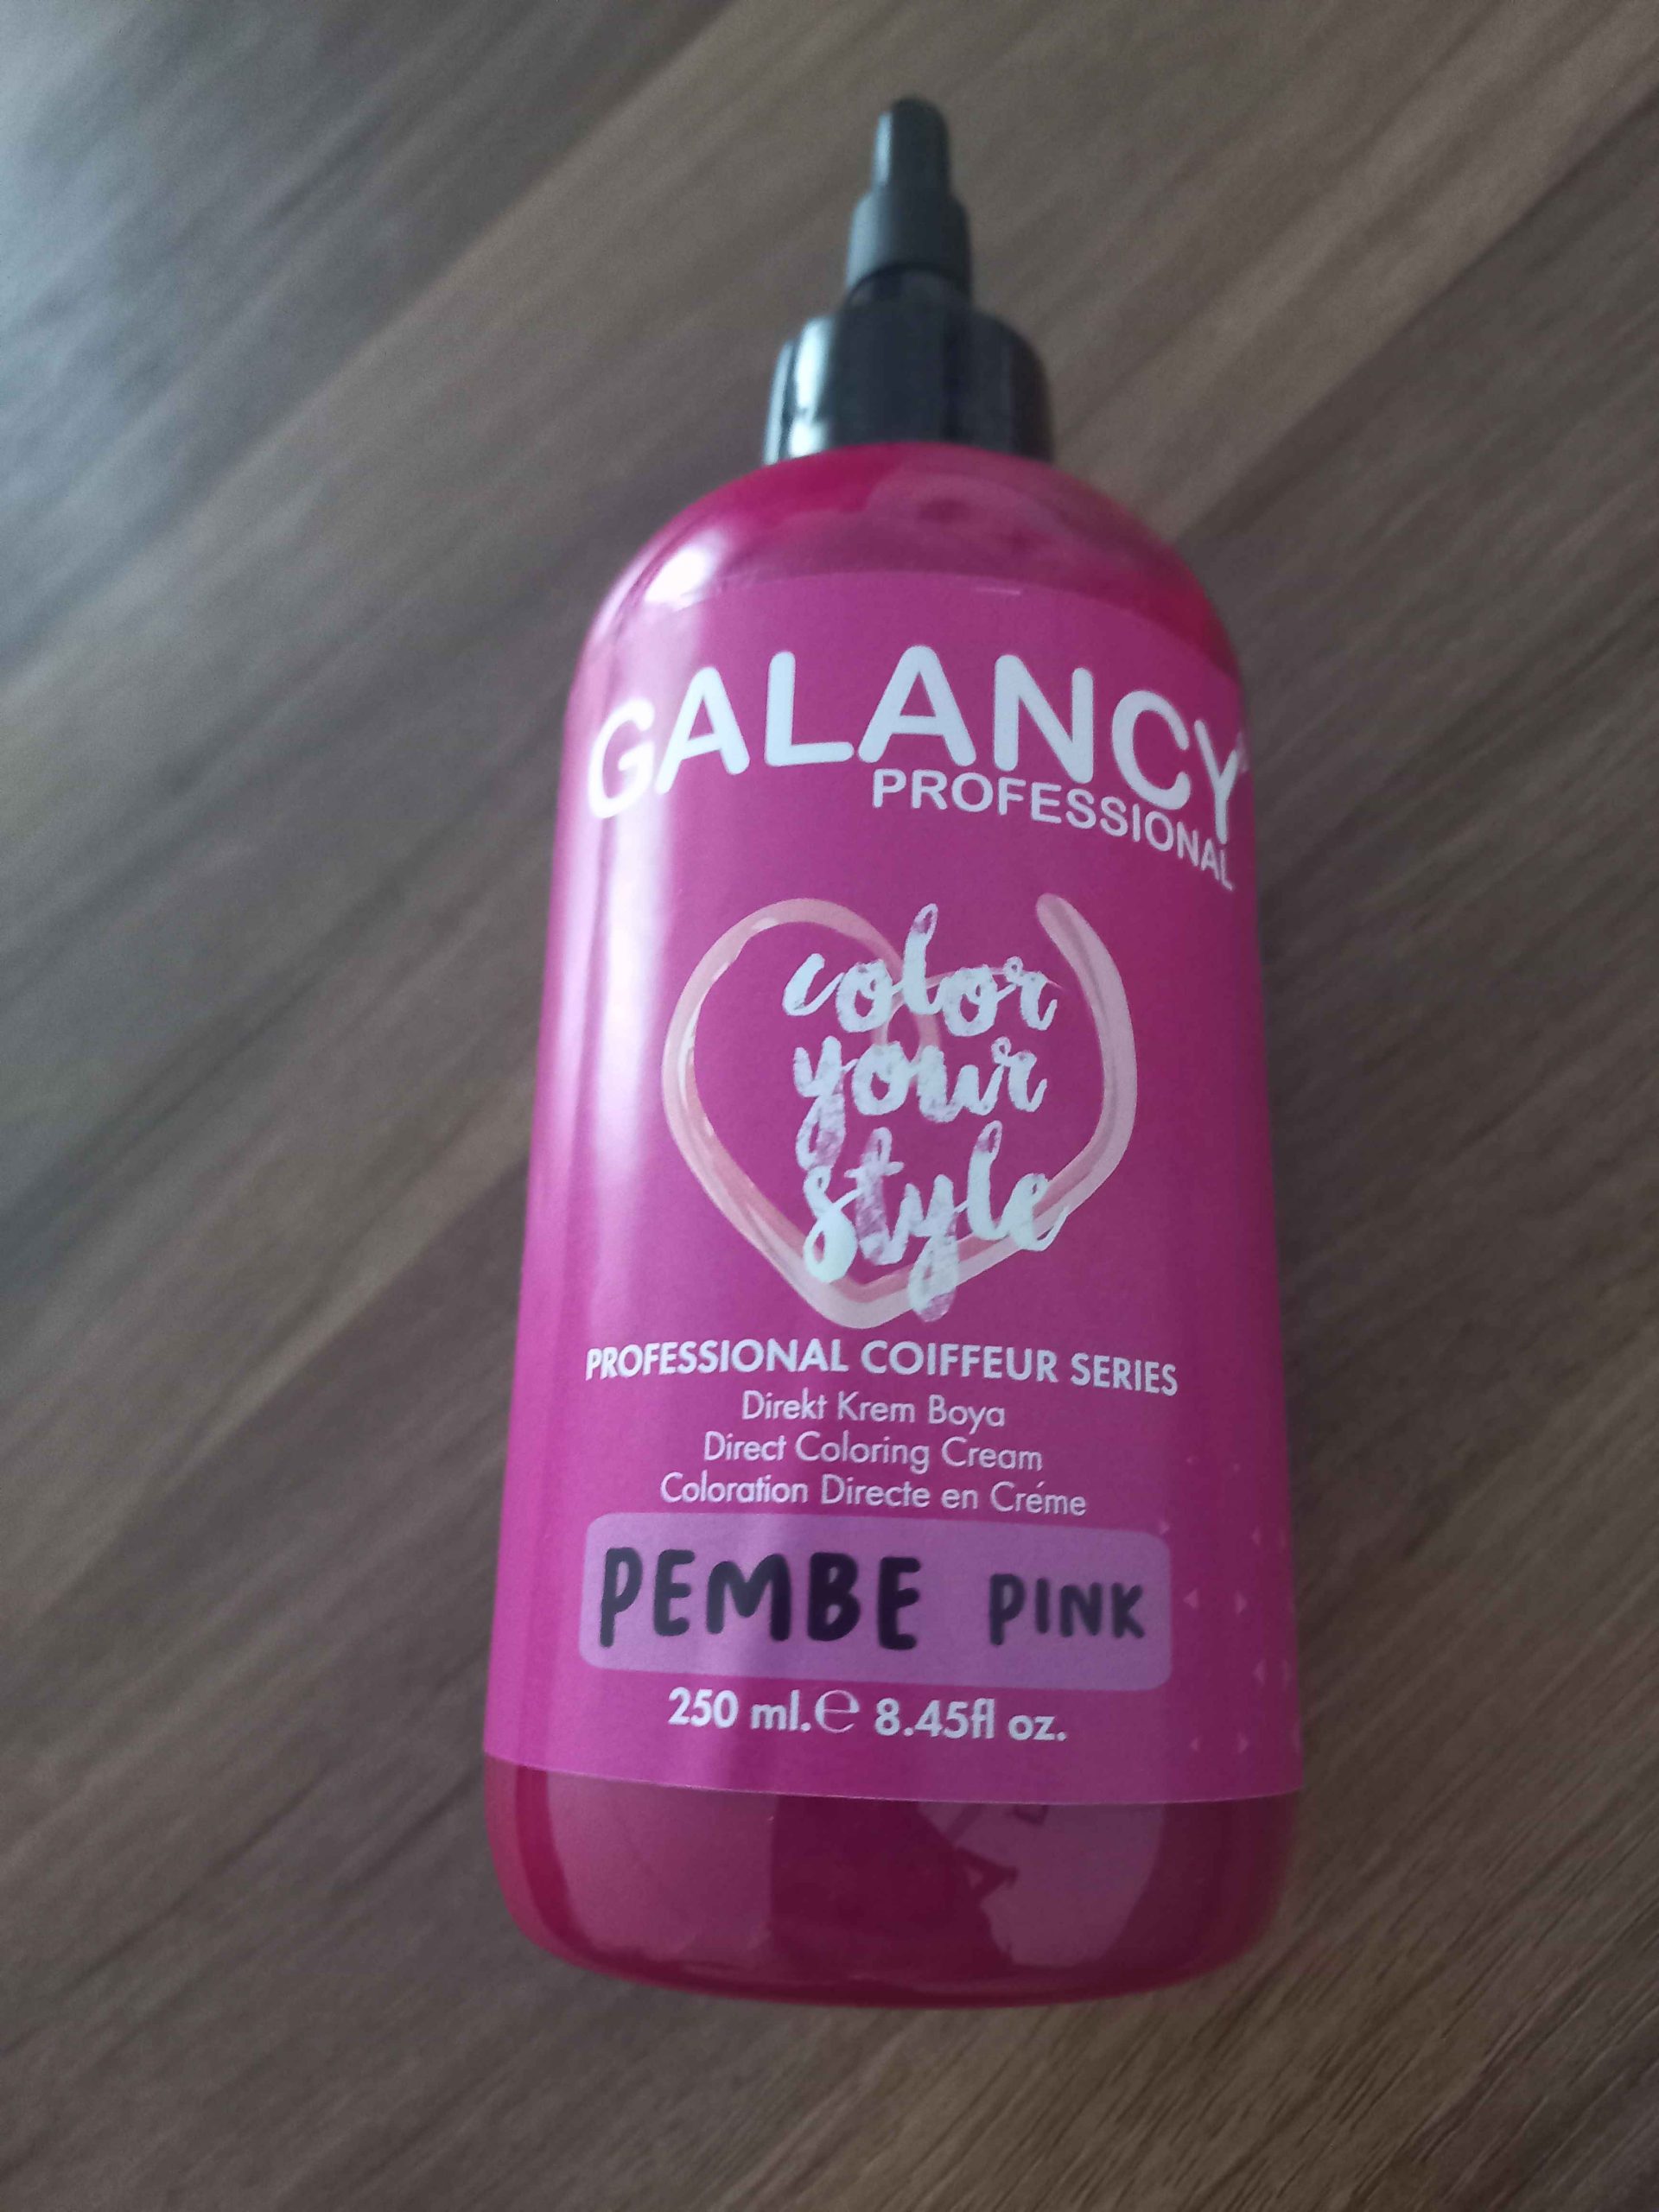 GALANCY
PROFESSIONAL
color
your
style
PROFESSIONAL COIFFEUR SERIES
Direkt Krem Boya
Direct Coloring Cream
Coloration Directe en Créme
PEMBE PINK
250 ml.℮ 8.45fl oz.